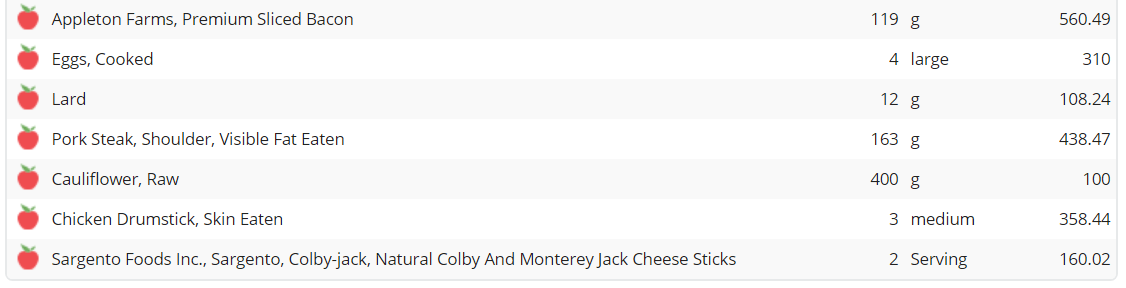 Appleton Farms, Premium Sliced Bacon 119 g 560.49
Eggs, Cooked 4 large 310
Lard 12 g 108.24
Pork Steak, Shoulder, Visible Fat Eaten 163 g 438.47
Cauliflower, Raw 400 g 100
Chicken Drumstick, Skin Eaten 3 medium 358.44
Sargento Foods Inc., Sargento, Colby-jack, Natural Colby And Monterey Jack Cheese Sticks 2 Serving 160.02